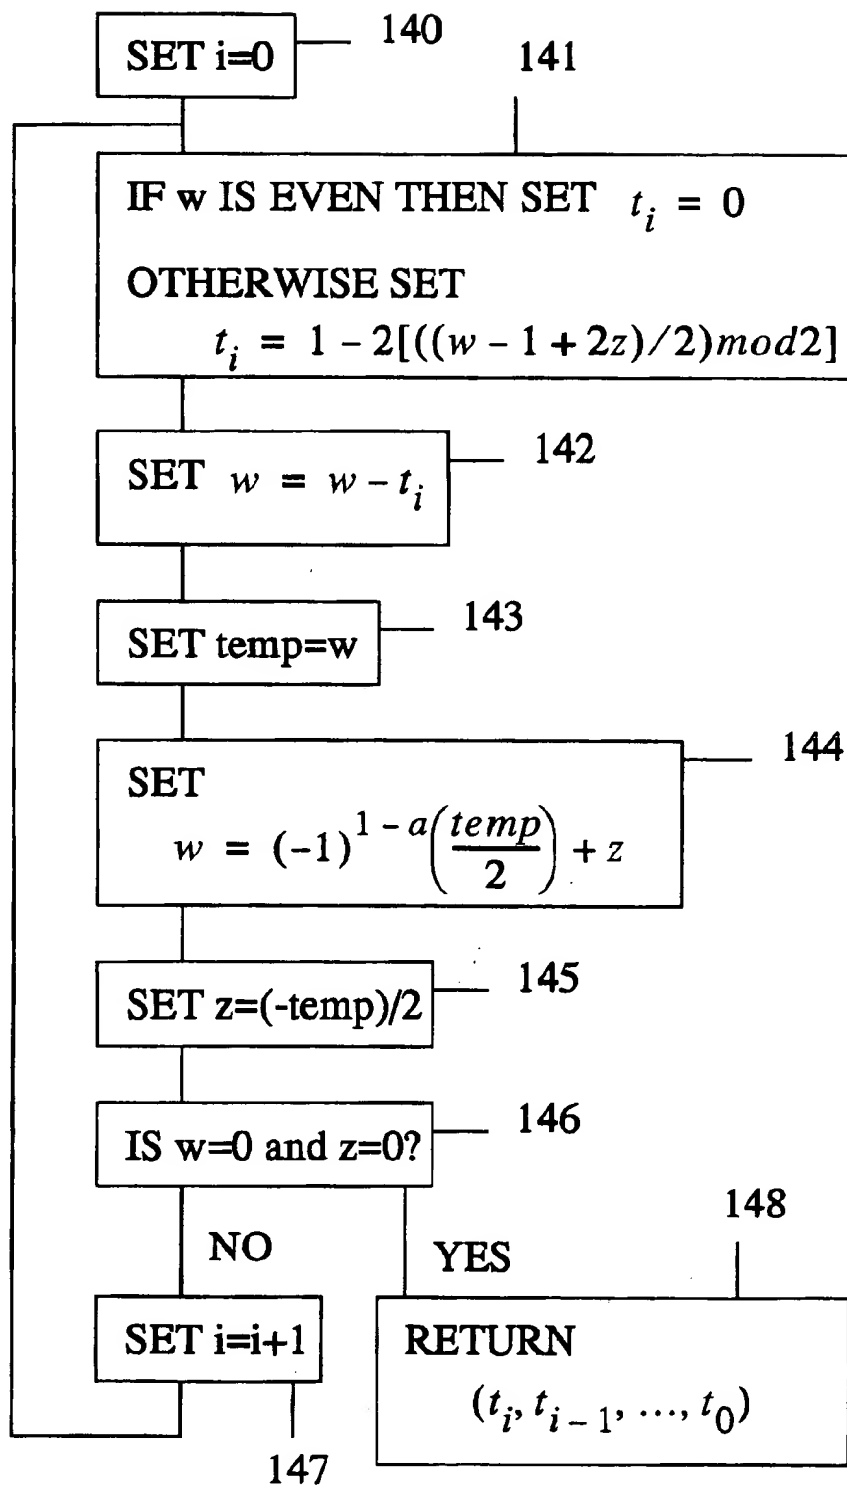 SET i=0
140
141
IF w IS EVEN THEN SET t_i = 0
OTHERWISE SET
t_i = 1 - 2[((w - 1 + 2z)/2)mod2]
SET w = w - t_i
142
SET temp=w
143
144
SET
w = (-1)^{1 - a}(temp/2) + z
SET z=(-temp)/2
145
IS w=0 and z=0?
146
148
NO
YES
SET i=i+1
RETURN
(t_i, t_{i-1}, ..., t_0)
147